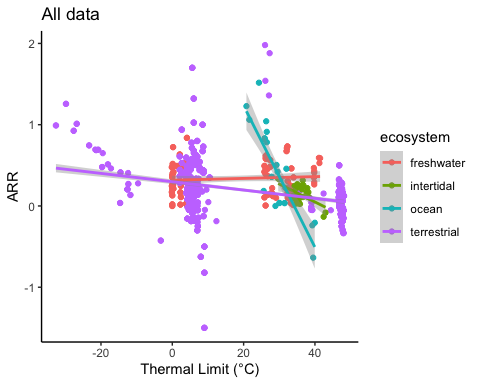 All data
2
1
0
-1
ARR
-20
0
20
40
Thermal Limit (°C)
ecosystem
freshwater
intertidal
ocean
terrestrial